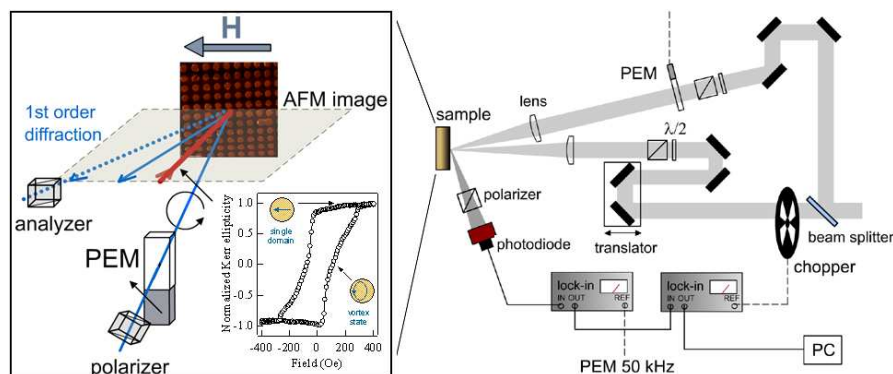 H
AFM image
1st order
diffraction
analyzer
PEM
polarizer
Normalized Kerr ellipticity
1.0
0.5
0.0
-0.5
-1.0
single
domain
vortex
state
-400
-200
0
200
400
Field (Oe)
PEM
sample
lens
λ/2
polarizer
photodiode
translator
beam splitter
chopper
lock-in
IN OUT
REF
lock-in
IN OUT
REF
PEM 50 kHz
PC